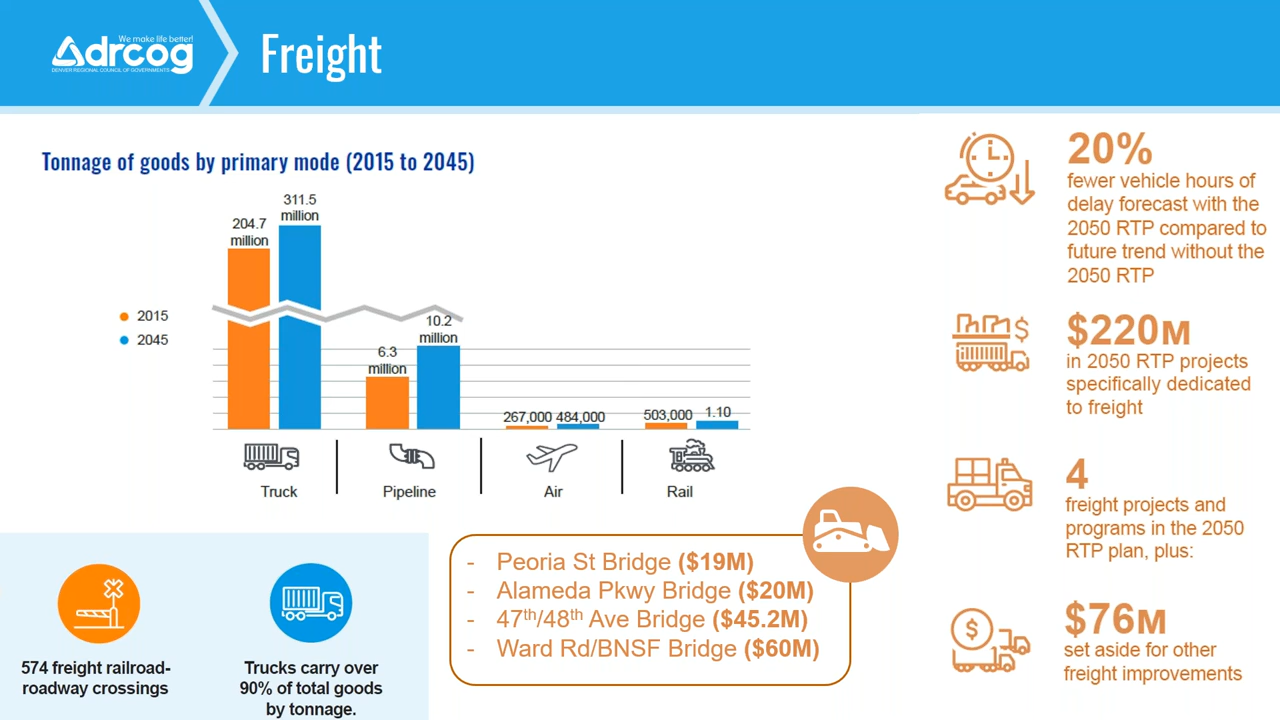 We make life better!
drcog
DENVER REGIONAL COUNCIL OF GOVERNMENTS
Freight
Tonnage of goods by primary mode (2015 to 2045)
311.5
million
204.7
million
2015
2045
10.2
million
6.3
million
267,000 484,000
503,000 1.10
Truck
Pipeline
Air
Rail
574 freight railroad-
roadway crossings
Trucks carry over
90% of total goods
by tonnage.
- Peoria St Bridge ($19M)
- Alameda Pkwy Bridge ($20M)
- 47th/48th Ave Bridge ($45.2M)
- Ward Rd/BNSF Bridge ($60M)
20%
fewer vehicle hours of
delay forecast with the
2050 RTP compared to
future trend without the
2050 RTP
$220M
in 2050 RTP projects
specifically dedicated
to freight
4
freight projects and
programs in the 2050
RTP plan, plus:
$76M
set aside for other
freight improvements